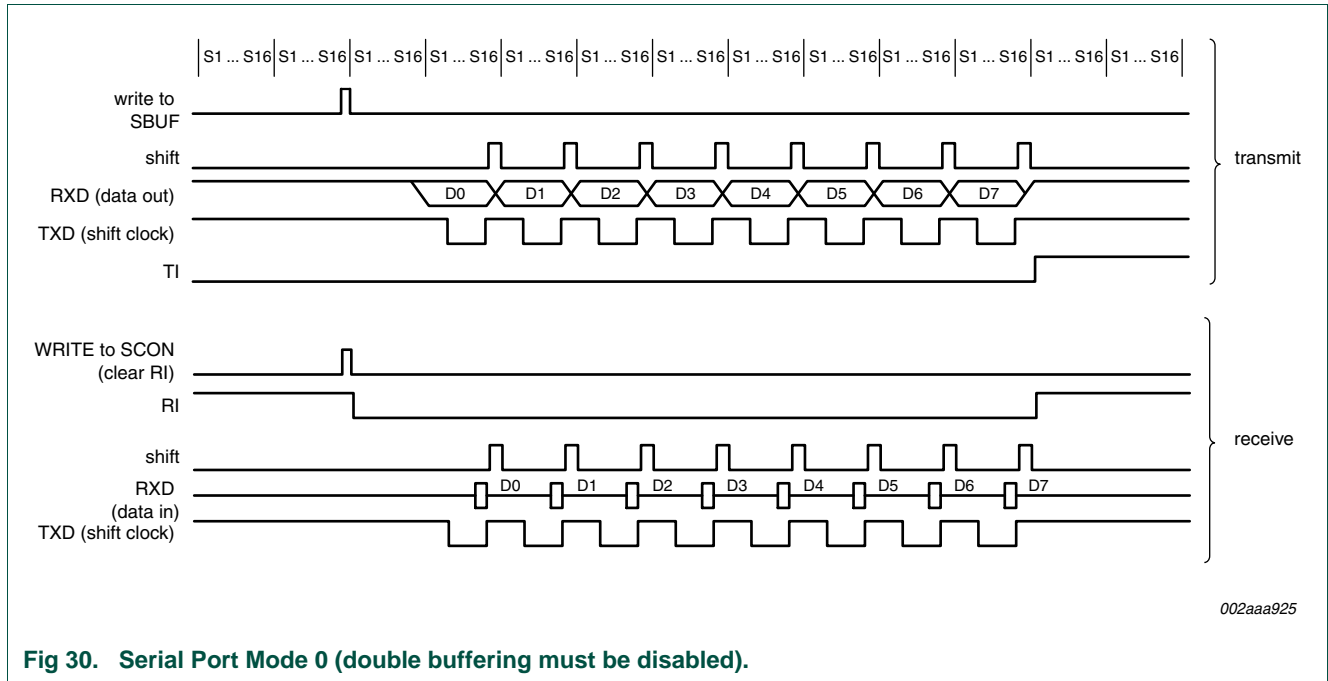 S1 ... S16 S1 ... S16 S1 ... S16 S1 ... S16 S1 ... S16 S1 ... S16 S1 ... S16 S1 ... S16 S1 ... S16 S1 ... S16 S1 ... S16 S1 ... S16 S1 ... S16
write to
SBUF
shift
RXD (data out) D0 D1 D2 D3 D4 D5 D6 D7
TXD (shift clock)
TI
transmit
WRITE to SCON
(clear RI)
RI
shift
RXD D0 D1 D2 D3 D4 D5 D6 D7
(data in)
TXD (shift clock)
receive
002aaa925
Fig 30. Serial Port Mode 0 (double buffering must be disabled).